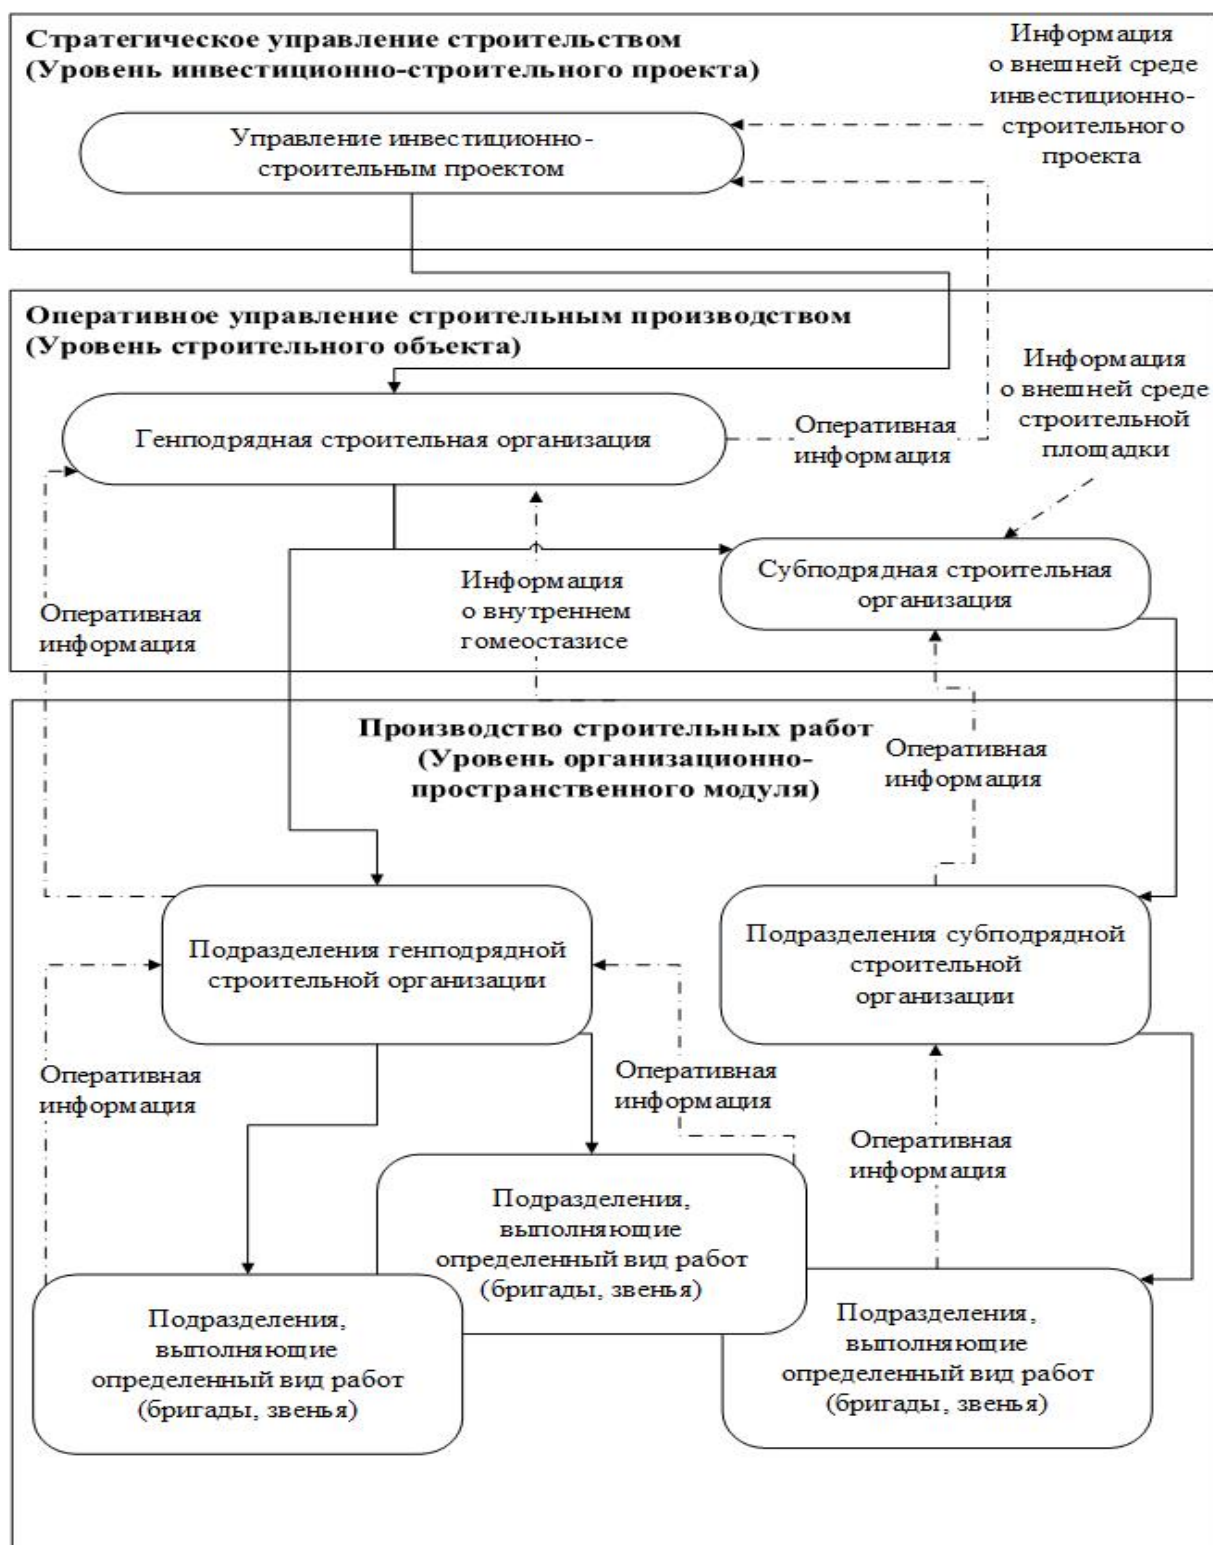 Стратегическое управление строительством
(Уровень инвестиционно-строительного проекта)
Информация
о внешней среде
инвестиционно-
строительного
проекта
Управление инвестиционно-
строительным проектом
Оперативное управление строительным производством
(Уровень строительного объекта)
Информация
о внешней среде
строительной
площадки
Генподрядная строительная организация
Оперативная
информация
Субподрядная строительная
организация
Информация
о внутреннем
гомеостазисе
Оперативная
информация
Производство строительных работ
(Уровень организационно-
пространственного модуля)
Оперативная
информация
Подразделения генподрядной
строительной организации
Подразделения субподрядной
строительной
организации
Оперативная
информация
Оперативная
информация
Оперативная
информация
Подразделения,
выполняющие
определенный вид работ
(бригады, звенья)
Подразделения,
выполняющие
определенный вид работ
(бригады, звенья)
Подразделения,
выполняющие
определенный вид работ
(бригады, звенья)